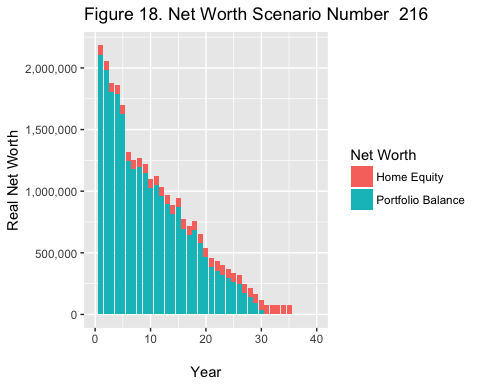 Figure 18. Net Worth Scenario Number 216
Real Net Worth
2,000,000
1,500,000
1,000,000
500,000
0
0 10 20 30 40
Year
Net Worth
Home Equity
Portfolio Balance